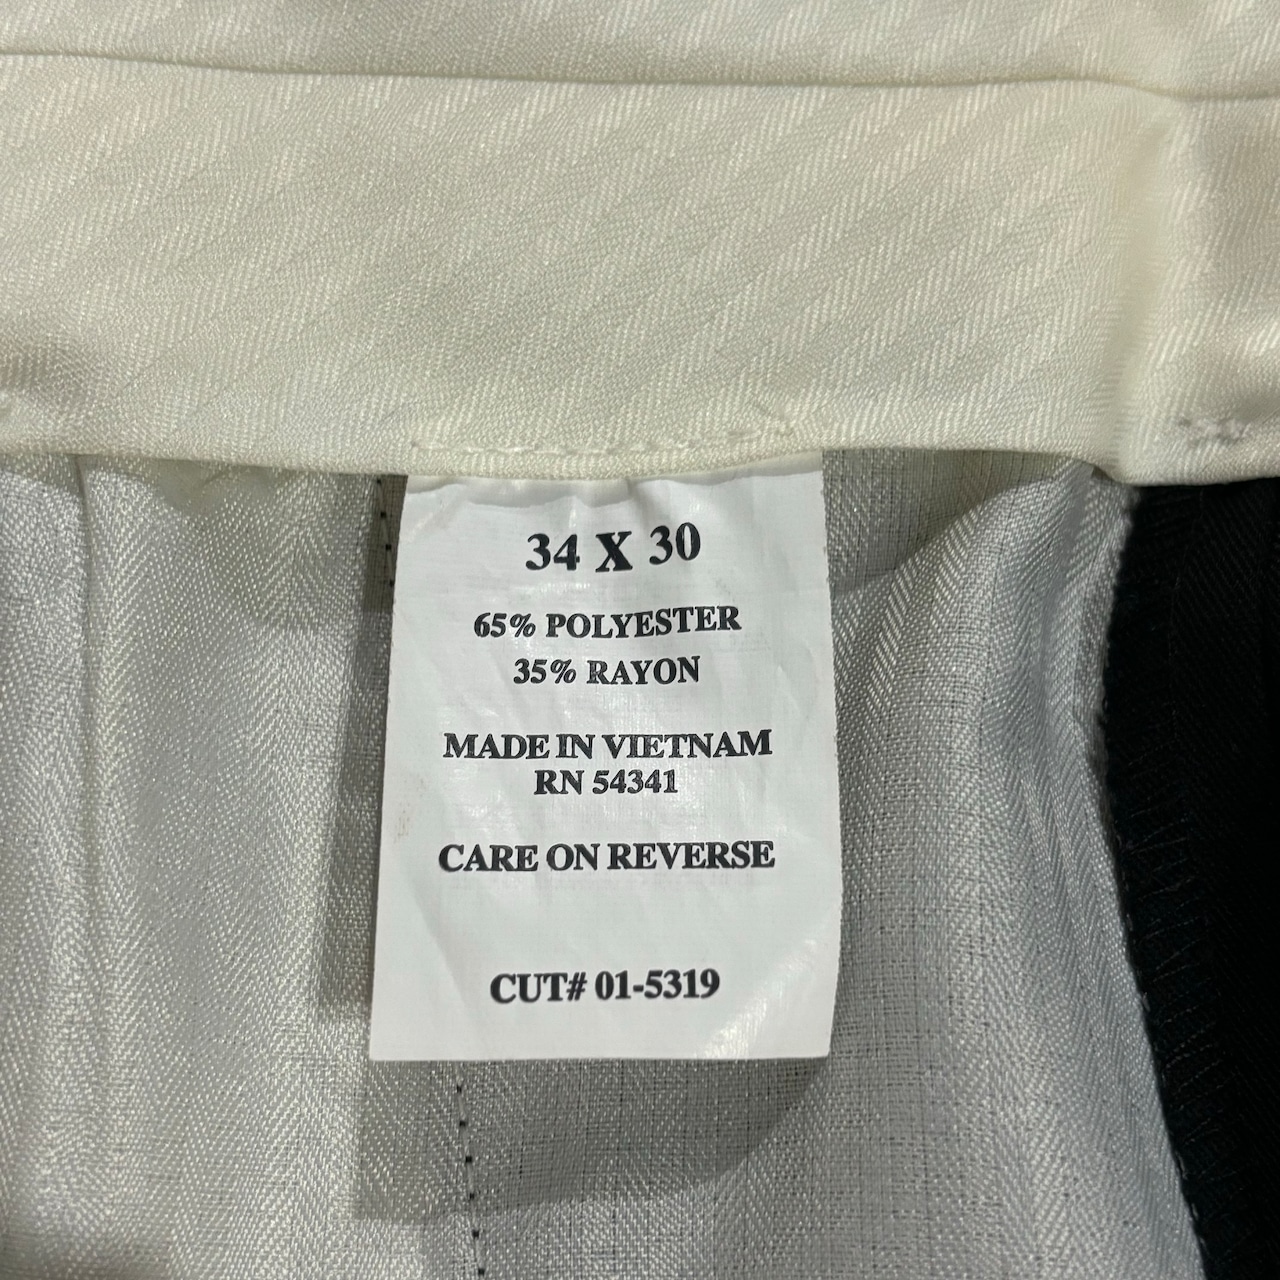 34 X 30
65% POLYESTER
35% RAYON
MADE IN VIETNAM
RN 54341
CARE ON REVERSE
CUT# 01-5319